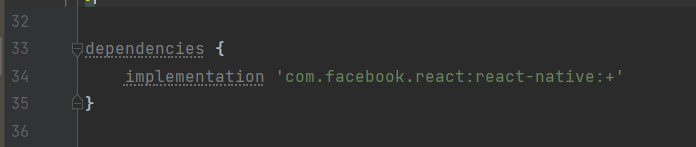 32
33 dependencies {
34 implementation 'com.facebook.react:react-native:+'
35 }
36